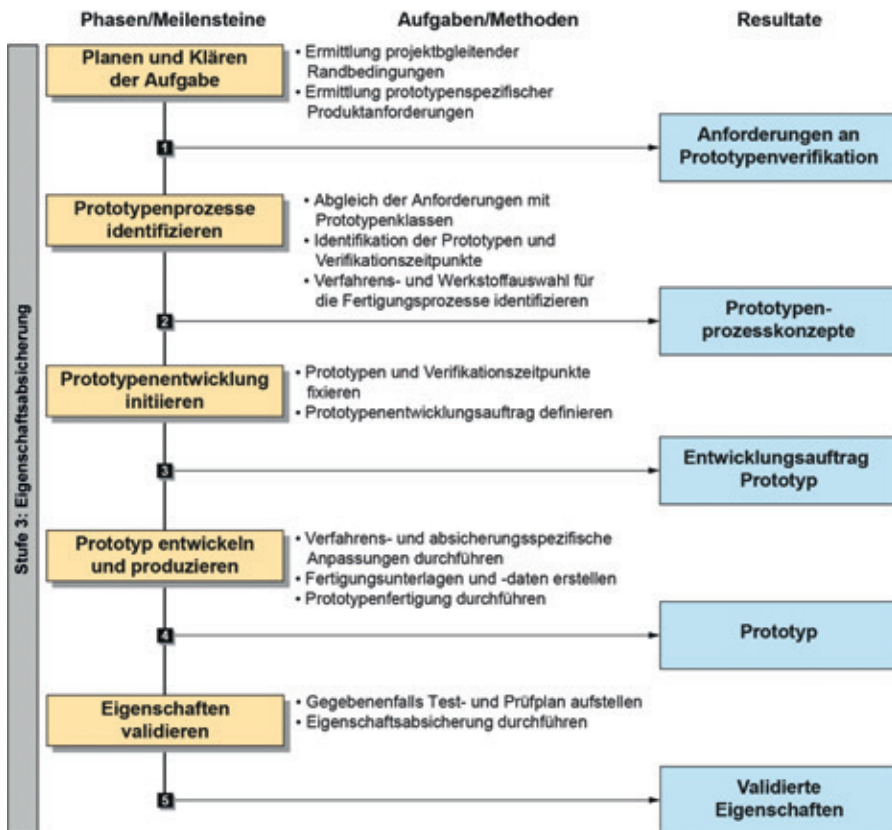 Phasen/Meilensteine
Aufgaben/Methoden
Resultate
Stufe 3: Eigenschaftsabsicherung
Planen und Klären
der Aufgabe
• Ermittlung projektbgleitender
Randbedingungen
• Ermittlung prototypenspezifischer
Produktanforderungen
1
Anforderungen an
Prototypenverifikation
Prototypenprozesse
identifizieren
• Abgleich der Anforderungen mit
Prototypenklassen
• Identifikation der Prototypen und
Verifikationszeitpunkte
• Verfahrens- und Werkstoffauswahl für
die Fertigungsprozesse identifizieren
2
Prototypen-
prozesskonzepte
Prototypenentwicklung
initiieren
• Prototypen und Verifikationszeitpunkte
fixieren
• Prototypenentwicklungsauftrag definieren
3
Entwicklungsauftrag
Prototyp
Prototyp entwickeln
und produzieren
• Verfahrens- und absicherungsspezifische
Anpassungen durchführen
• Fertigungsunterlagen und -daten erstellen
• Prototypenfertigung durchführen
4
Prototyp
Eigenschaften
validieren
• Gegebenenfalls Test- und Prüfplan aufstellen
• Eigenschaftsabsicherung durchführen
5
Validierte
Eigenschaften